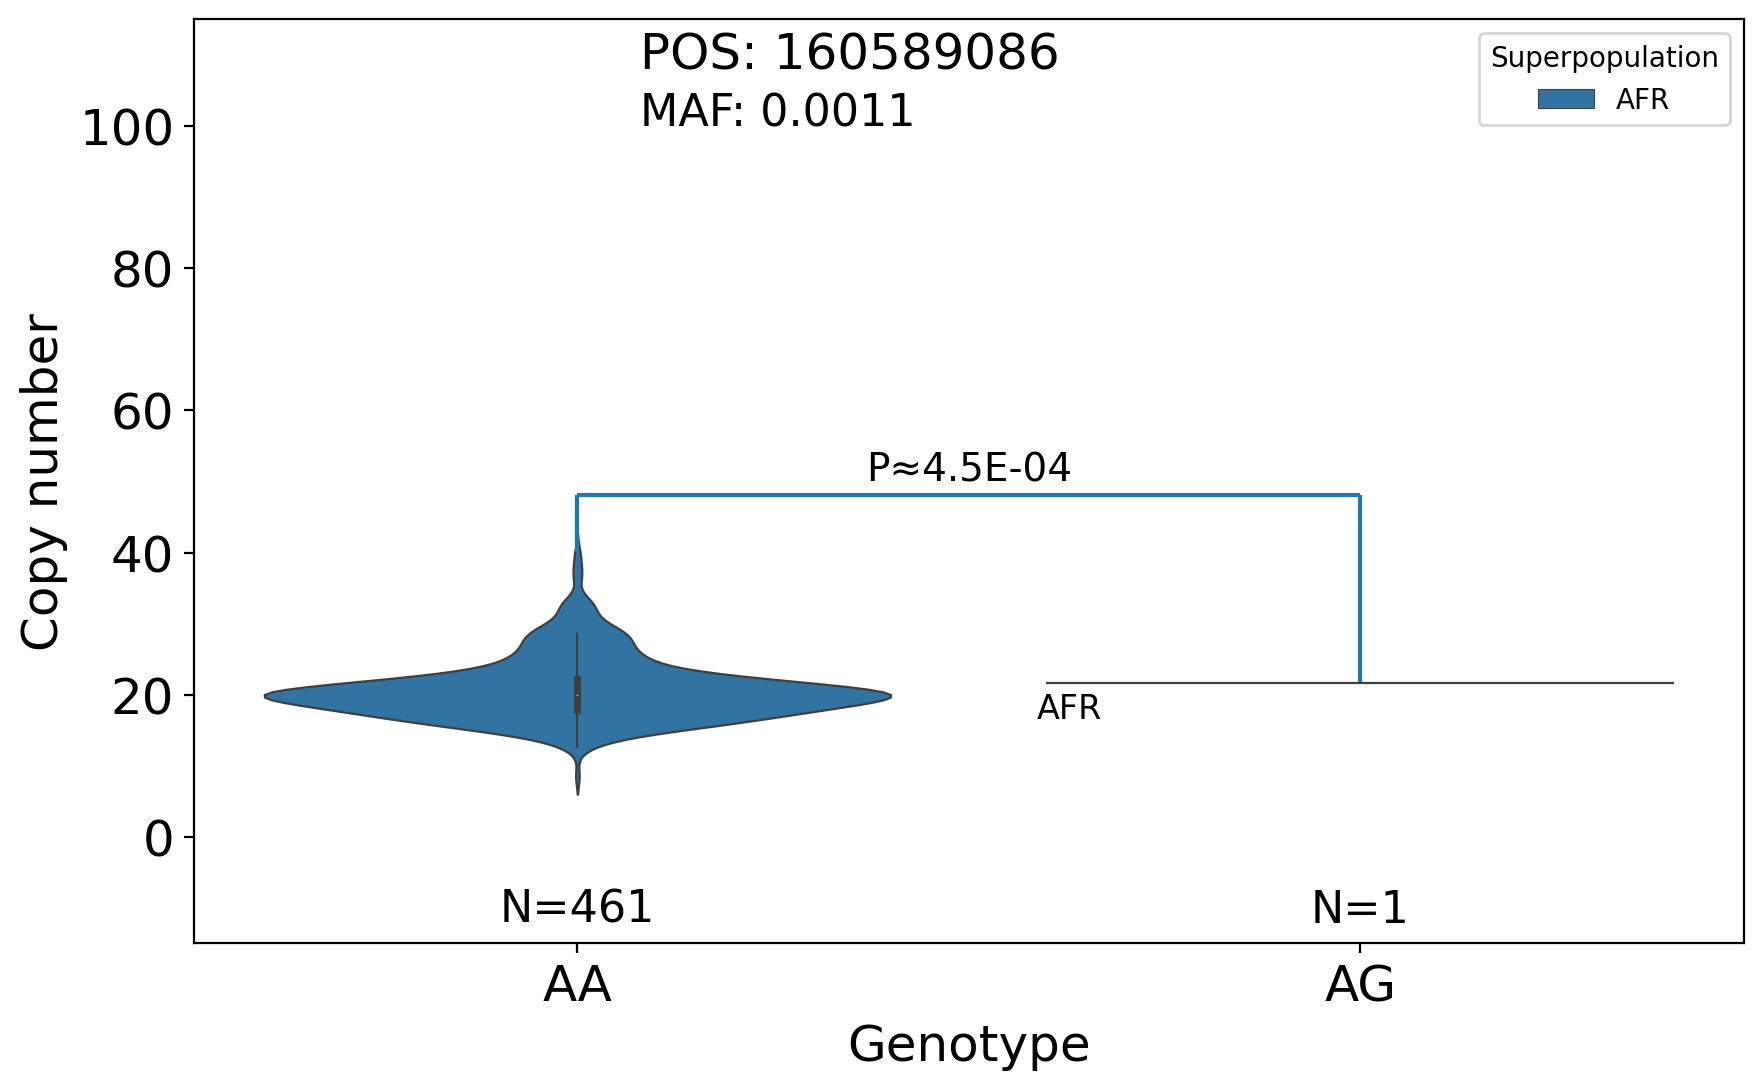 POS: 160589086
MAF: 0.0011
Superpopulation
AFR
100
80
60
40
20
0
Copy number
P≈4.5E-04
AFR
N=461
N=1
AA
AG
Genotype